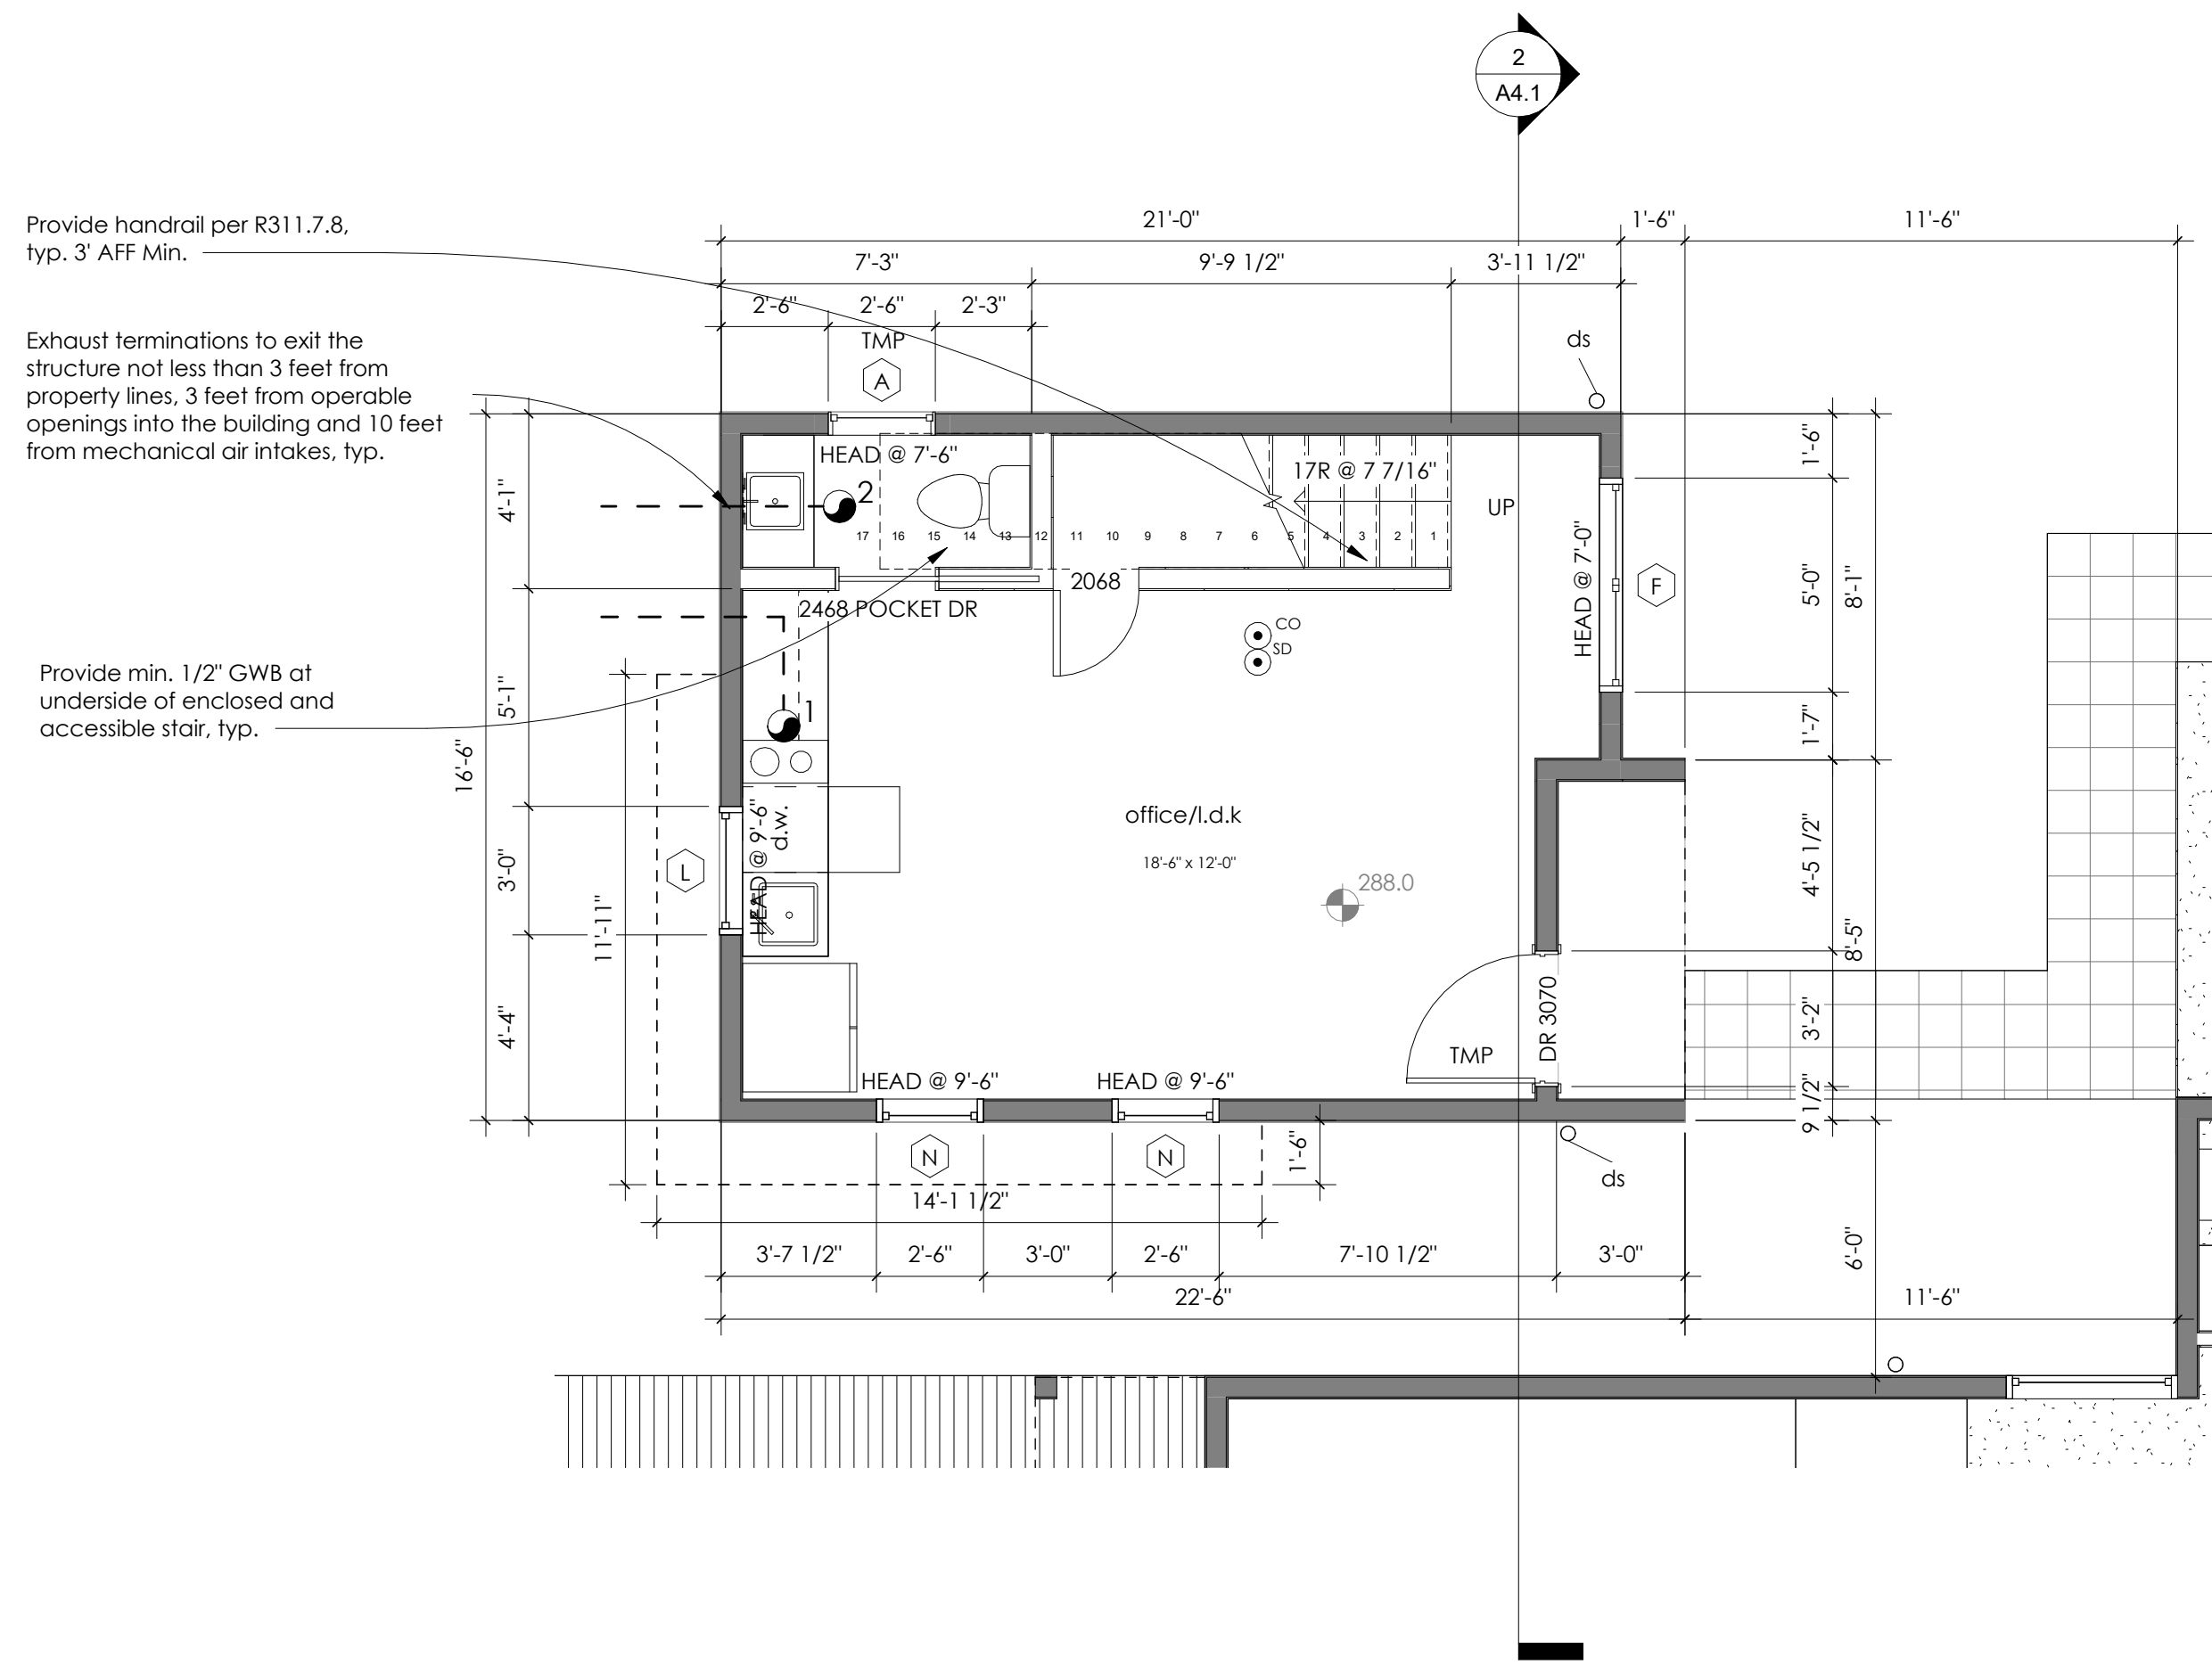 2
A4.1
21'-0"
1'-6"
11'-6"
7'-3"
9'-9 1/2"
3'-11 1/2"
2'-6"
2'-6"
2'-3"
TMP
A
ds
Provide handrail per R311.7.8,
typ. 3' AFF Min.
Exhaust terminations to exit the
structure not less than 3 feet from
property lines, 3 feet from operable
openings into the building and 10 feet
from mechanical air intakes, typ.
Provide min. 1/2" GWB at
underside of enclosed and
accessible stair, typ.
HEAD @ 7'-6"
2
17R @ 7 7/16"
UP
17 16 15 14 13 12 11 10 9 8 7 6 5 4 3 2 1
2068
2468 POCKET DR
CO
SD
HEAD @ 7'-0"
F
1'-6"
5'-0"
8'-1"
1'-7"
4'-1"
5'-1"
16'-6"
3'-0"
4'-4"
11'-11"
1
L
HEAD @ 9'-6"
d.w.
office/l.d.k
18'-6" x 12'-0"
288.0
4'-5 1/2"
8'-5"
3'-2"
9 1/2"
DR 3070
TMP
HEAD @ 9'-6"
HEAD @ 9'-6"
N
N
1'-6"
ds
14'-1 1/2"
3'-7 1/2"
2'-6"
3'-0"
2'-6"
7'-10 1/2"
3'-0"
6'-0"
22'-6"
11'-6"